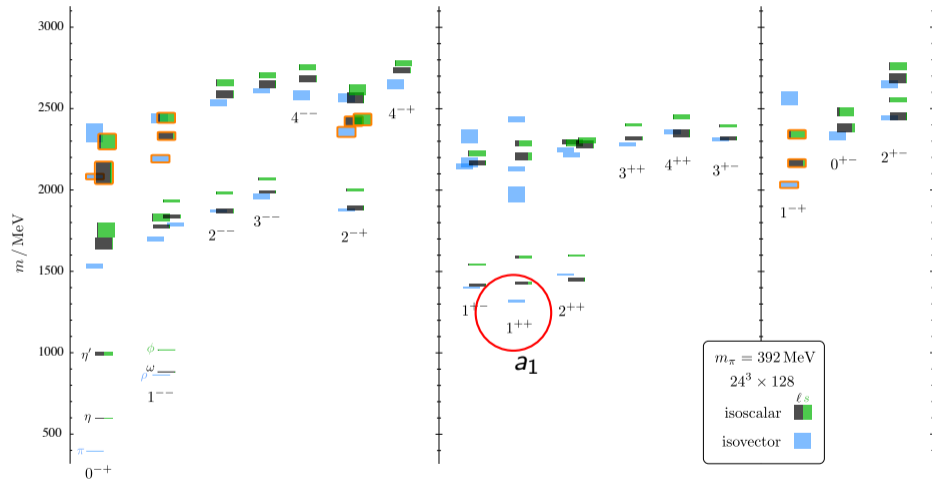 3000
2500
2000
1500
1000
500
m / MeV
4⁻⁻
4⁻⁺
2⁻⁻
3⁻⁻
2⁻⁺
η′
ϕ
ω
ρ
1⁻⁻
η
π
0⁻⁺
3⁺⁺
4⁺⁺
3⁺⁻
1⁺⁻
1⁺⁺
2⁺⁺
a₁
1⁻⁺
0⁺⁻
2⁺⁻
m_π = 392 MeV
24³ × 128
ℓ s
isoscalar
isovector